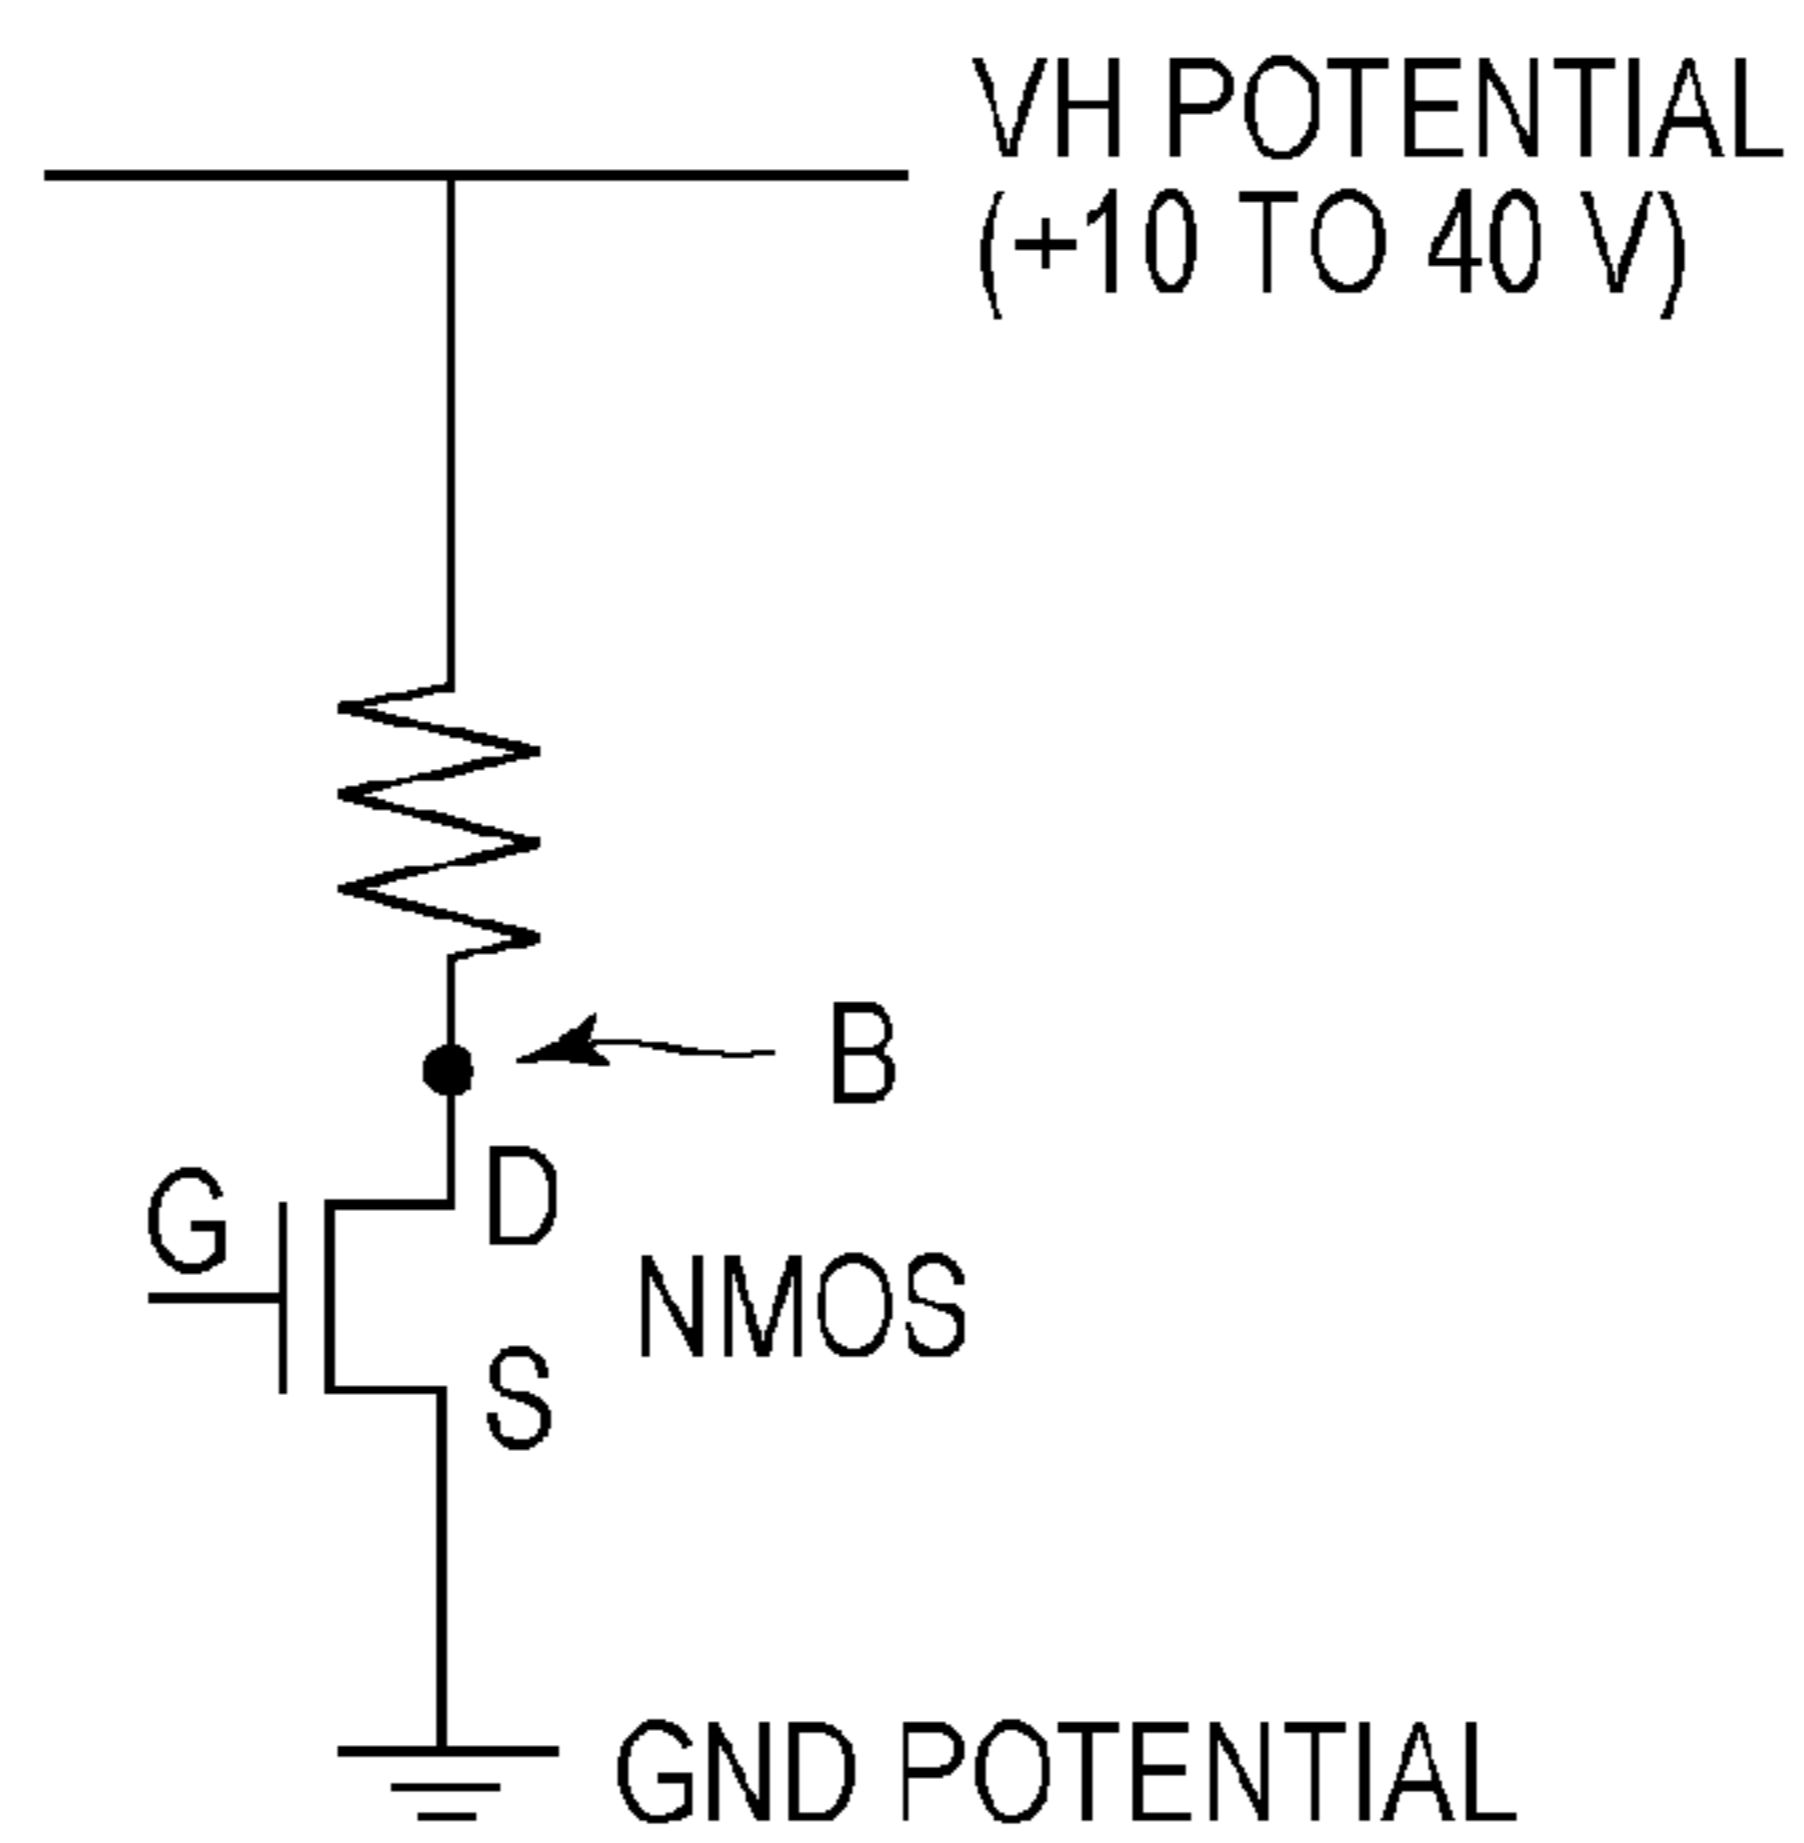 VH POTENTIAL
(+10 TO 40 V)
B
G
D
NMOS
S
GND POTENTIAL